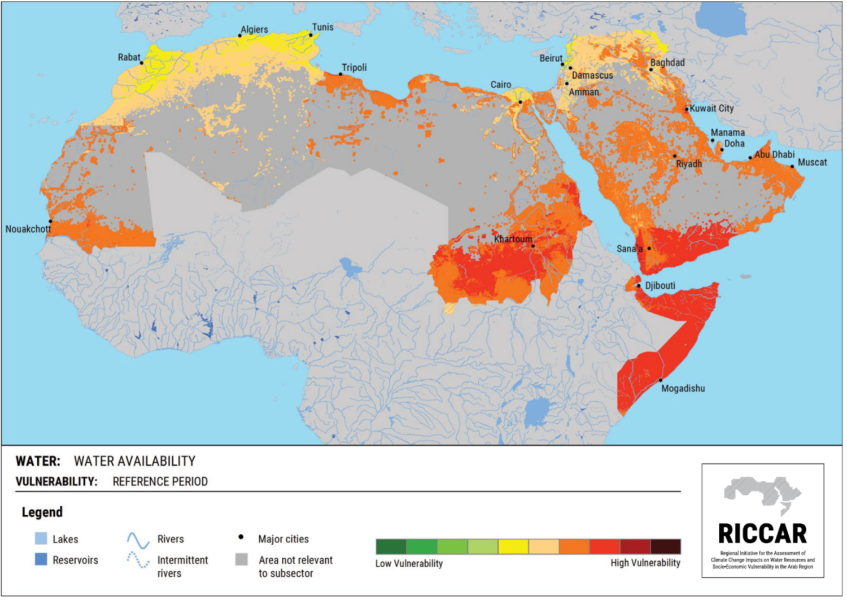 Algiers
Tunis
Rabat
Tripoli
Beirut
Baghdad
Damascus
Cairo
Amman
Kuwait City
Manama
Doha
Abu Dhabi
Riyadh
Muscat
Nouakchott
Khartoum
Sana'a
Djibouti
Mogadishu
WATER: WATER AVAILABILITY
VULNERABILITY: REFERENCE PERIOD
Legend
Lakes
Reservoirs
Rivers
Intermittent
rivers
Major cities
Area not relevant
to subsector
Low Vulnerability
High Vulnerability
RICCAR
Regional Initiative for the Assessment of
Climate Change Impacts on Water Resources and
Socio-Economic Vulnerability in the Arab Region